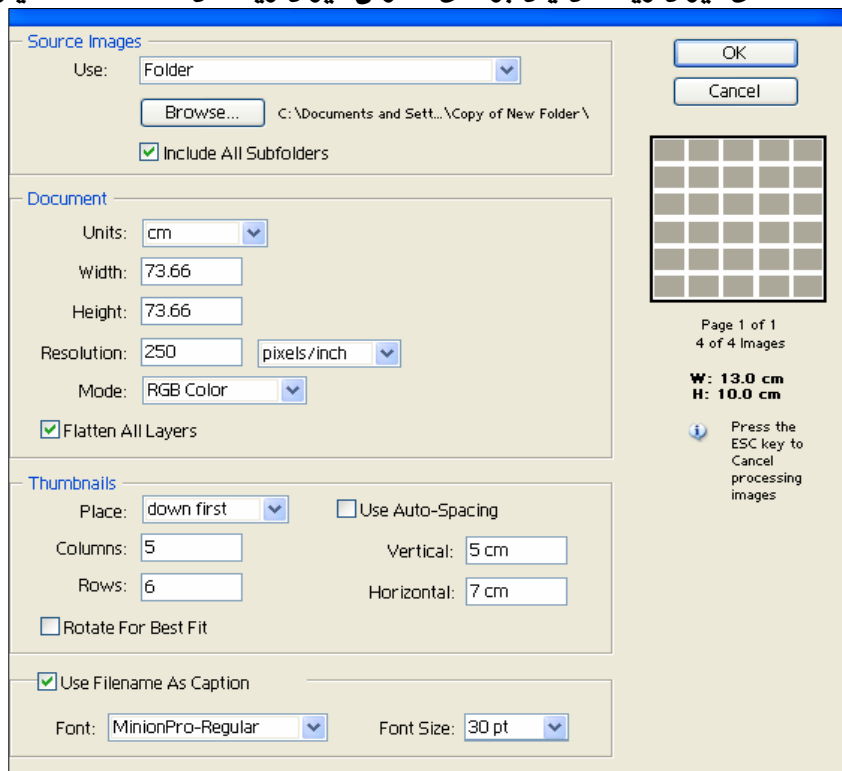 Source Images
Use: Folder
Browse... C:\Documents and Sett...\Copy of New Folder\
Include All Subfolders
Document
Units: cm
Width: 73.66
Height: 73.66
Resolution: 250 pixels/inch
Mode: RGB Color
Flatten All Layers
Thumbnails
Place: down first
Use Auto-Spacing
Columns: 5
Vertical: 5 cm
Rows: 6
Horizontal: 7 cm
Rotate For Best Fit
Use Filename As Caption
Font: MinionPro-Regular
Font Size: 30 pt
OK
Cancel
Page 1 of 1
4 of 4 Images
W: 13.0 cm
H: 10.0 cm
Press the
ESC key to
Cancel
processing
images